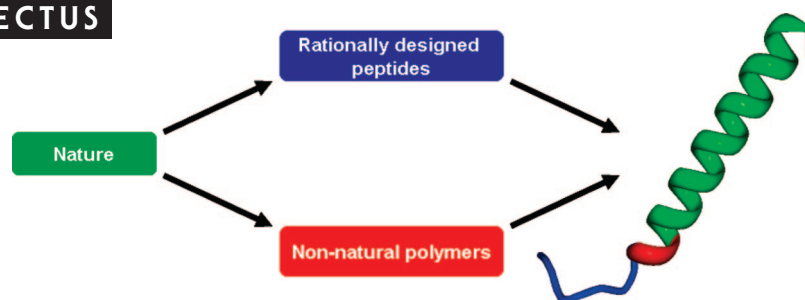 ECTUS
Rationally designed
peptides
Nature
Non-natural polymers